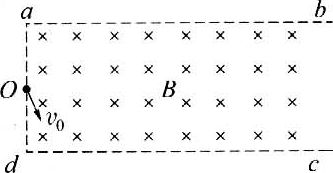 a b
× × × × × × × ×
× × × × × × × ×
O B
v₀
× × × × × × × ×
× × × × × × × ×
d c